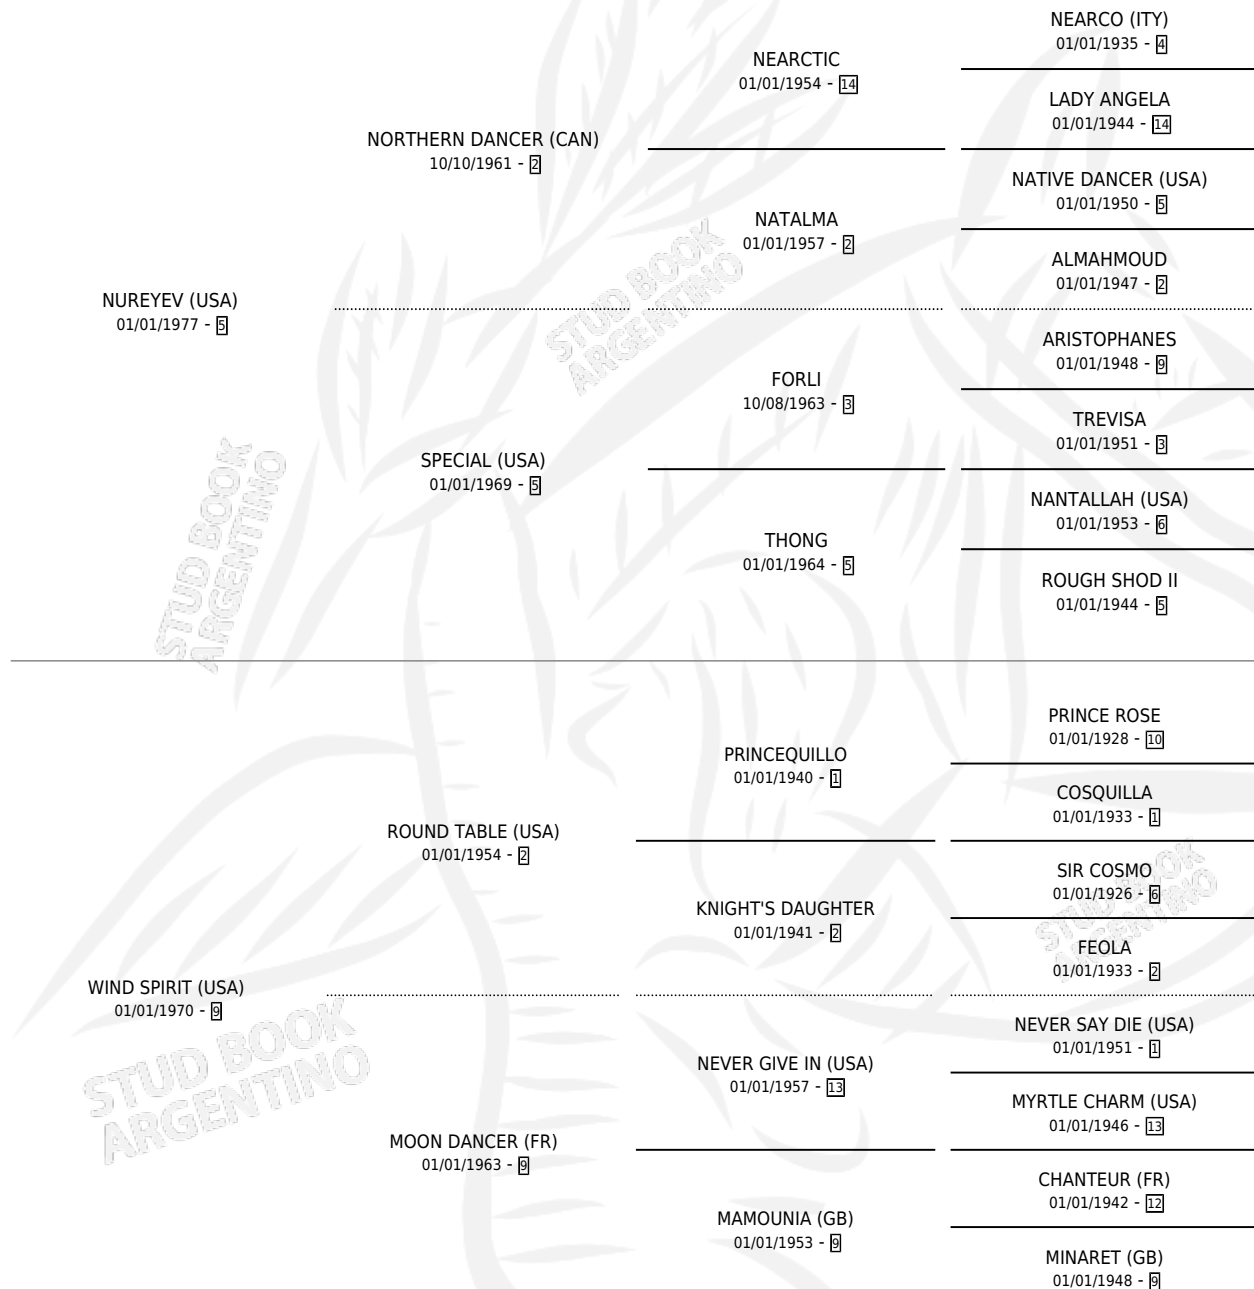 NEARCO (ITY)
01/01/1935 - 4
NEARCTIC
01/01/1954 - 14
LADY ANGELA
01/01/1944 - 14
NORTHERN DANCER (CAN)
10/10/1961 - 2
NATIVE DANCER (USA)
01/01/1950 - 5
NATALMA
01/01/1957 - 2
ALMAHMOUD
01/01/1947 - 2
NUREYEV (USA)
01/01/1977 - 5
ARISTOPHANES
01/01/1948 - 9
FORLI
10/08/1963 - 3
TREVISA
01/01/1951 - 3
SPECIAL (USA)
01/01/1969 - 5
NANTALLAH (USA)
01/01/1953 - 6
THONG
01/01/1964 - 5
ROUGH SHOD II
01/01/1944 - 5
PRINCE ROSE
01/01/1928 - 10
PRINCEQUILLO
01/01/1940 - 1
COSQUILLA
01/01/1933 - 1
ROUND TABLE (USA)
01/01/1954 - 2
SIR COSMO
01/01/1926 - 6
KNIGHT'S DAUGHTER
01/01/1941 - 2
FEOLA
01/01/1933 - 2
WIND SPIRIT (USA)
01/01/1970 - 9
NEVER SAY DIE (USA)
01/01/1951 - 1
NEVER GIVE IN (USA)
01/01/1957 - 13
MYRTLE CHARM (USA)
01/01/1946 - 13
MOON DANCER (FR)
01/01/1963 - 9
CHANTEUR (FR)
01/01/1942 - 12
MAMOUNIA (GB)
01/01/1953 - 9
MINARET (GB)
01/01/1948 - 9
STUD BOOK
ARGENTINO
STUD BOOK
ARGENTINO
STUD BOOK
ARGENTINO
STUD BOOK
ARGENTINO